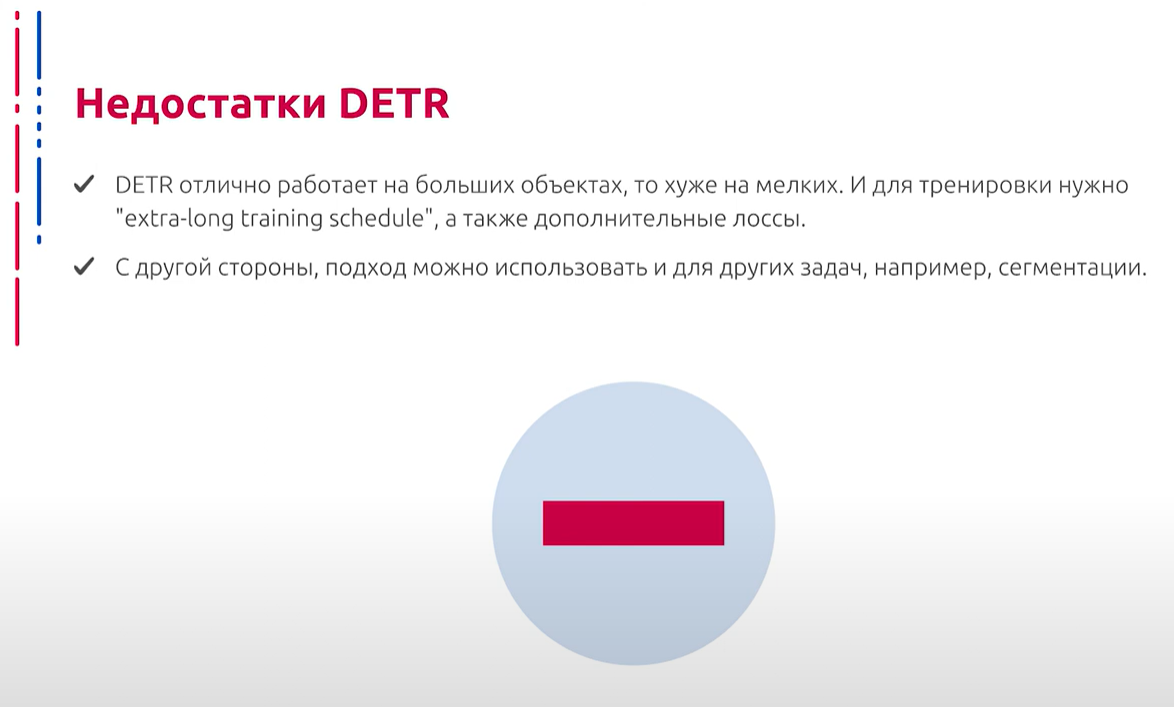 Недостатки DETR
DETR отлично работает на больших объектах, то хуже на мелких. И для тренировки нужно
"extra-long training schedule", а также дополнительные лоссы.
С другой стороны, подход можно использовать и для других задач, например, сегментации.